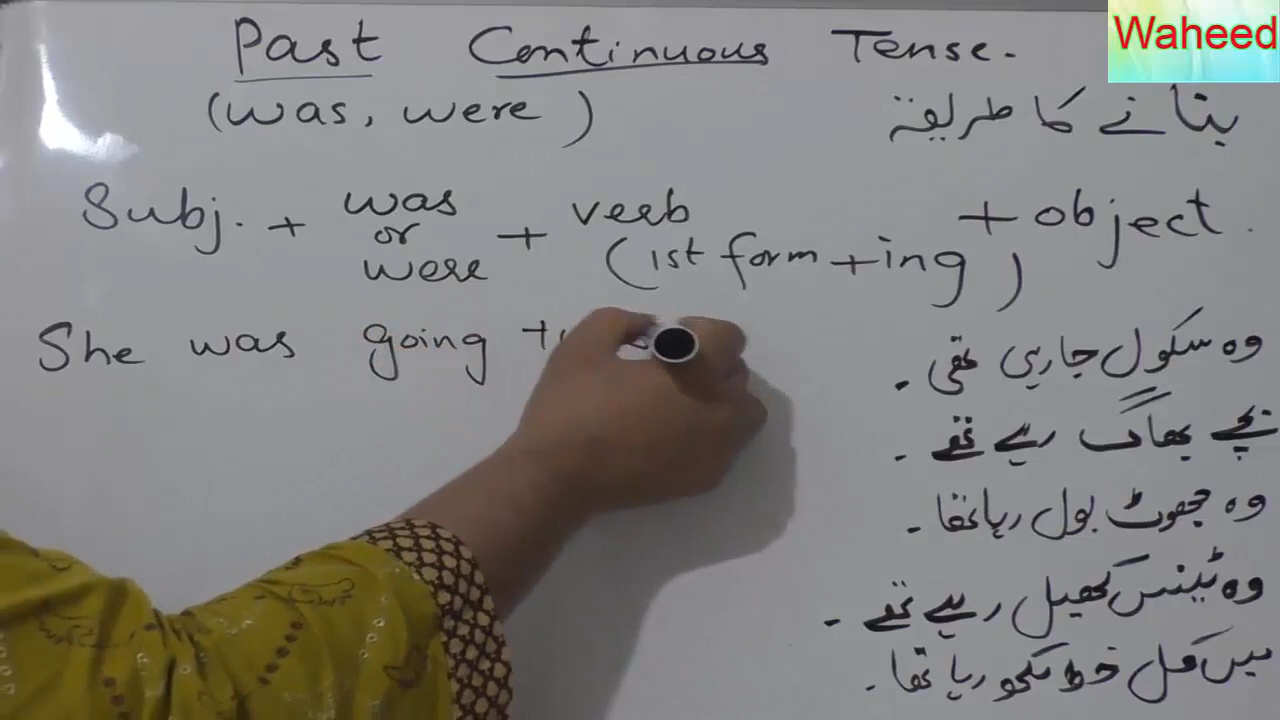 Waheed
Past Continuous Tense.
(was, were)
بنانے کا طریقہ
Subj. + was or were + verb (1st form + ing) + object.
She was going
وہ سکول جا رہی تھی ۔
بچے بھاگ رہے تھے ۔
وہ جھوٹ بول رہا تھا ۔
وہ ٹینس کھیل رہے تھے ۔
میں کل خط لکھ رہا تھا ۔